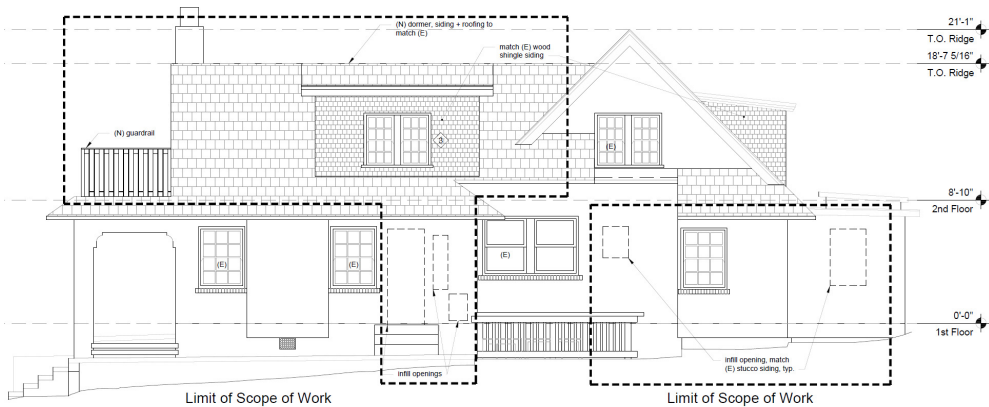 (N) dormer, siding + roofing to
match (E)
21'-1"
T.O. Ridge
match (E) wood
shingle siding
18'-7 5/16"
T.O. Ridge
(N) guardrail
3
(E)
8'-10"
2nd Floor
(E)
(E)
(E)
0'-0"
1st Floor
infill openings
infill opening, match
(E) stucco siding, typ.
Limit of Scope of Work
Limit of Scope of Work